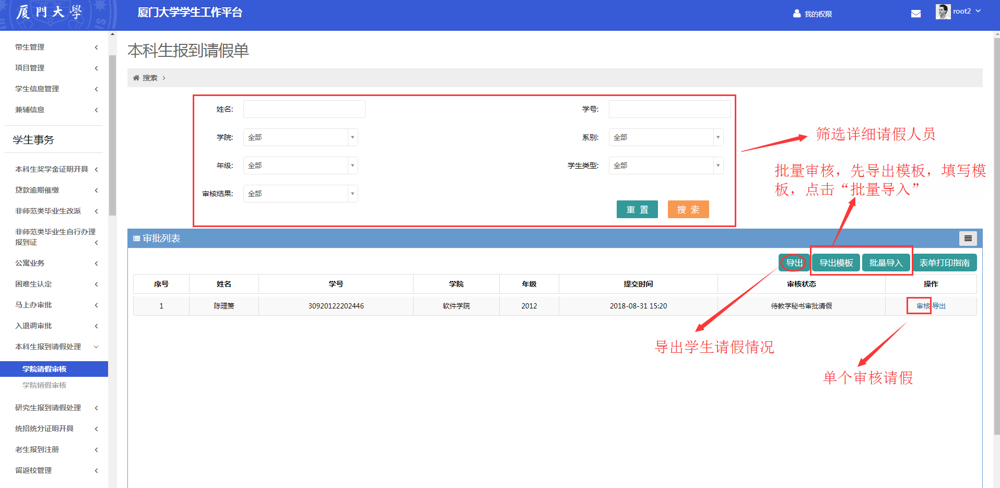 厦門大學
厦门大学学生工作平台
我的权限
root2
带生管理
项目管理
学生信息管理
兼辅信息
学生事务
本科生奖学金证明开具
贷款逾期催缴
非师范类毕业生改派
非师范类毕业生自行办理
报到证
公寓业务
困难生认定
马上办审批
入退调审批
本科生报到请假处理
学院请假审核
学院销假审核
研究生报到请假处理
统招统分证明开具
老生报到注册
留返校管理
本科生报到请假单
搜索
姓名:
学号:
学院: 全部
系别: 全部
年级: 全部
学生类型: 全部
审核结果: 全部
重 置 搜 索
筛选详细请假人员
批量审核，先导出模板，填写模
板，点击“批量导入”
审批列表
导出 导出模板 批量导入 表单打印指南
序号 姓名 学号 学院 年级 提交时间 审核状态 操作
1 陈理箫 30920122202446 软件学院 2012 2018-08-31 15:20 待教学秘书审批请假 审核 导出
导出学生请假情况
单个审核请假